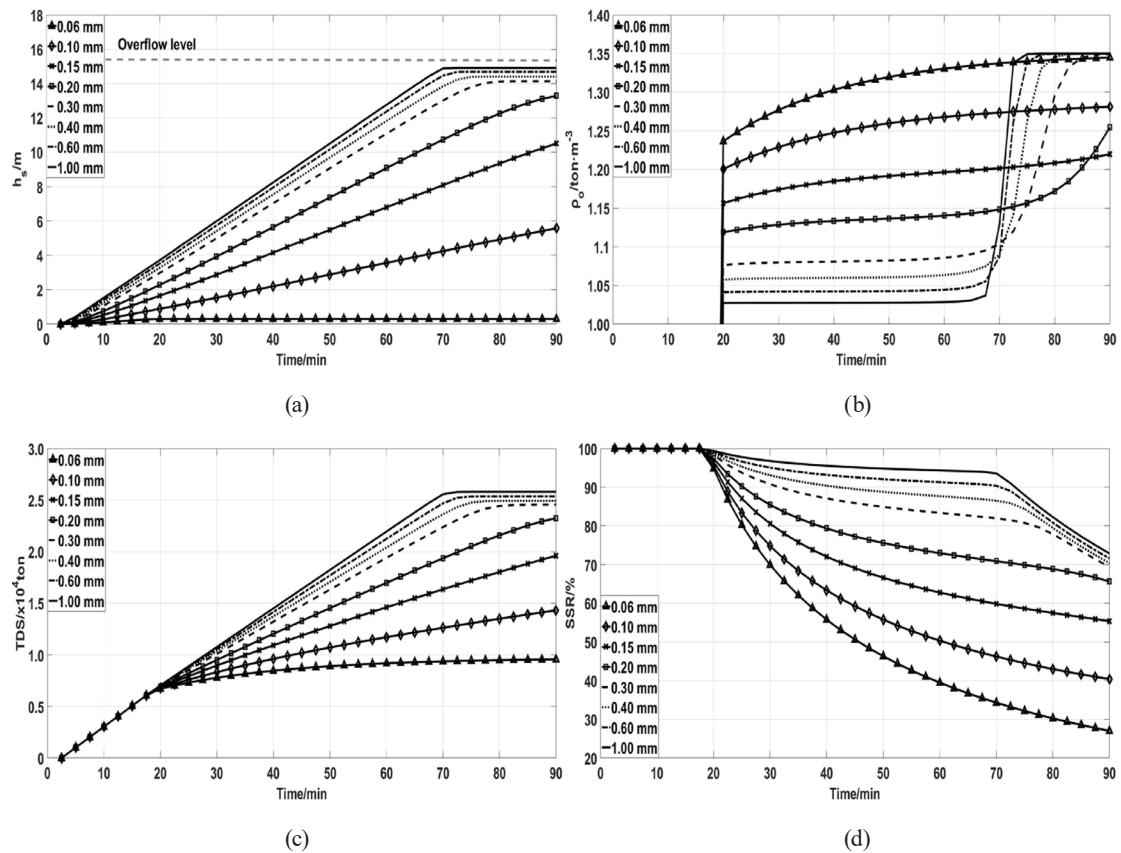 18
16
14
12
10
8
6
4
2
0
h_s/m
0.06 mm
0.10 mm
0.15 mm
0.20 mm
0.30 mm
0.40 mm
0.60 mm
1.00 mm
Overflow level
0 10 20 30 40 50 60 70 80 90
Time/min
(a)
1.40
1.35
1.30
1.25
1.20
1.15
1.10
1.05
1.00
ρ_o/ton·m⁻³
0.06 mm
0.10 mm
0.15 mm
0.20 mm
0.30 mm
0.40 mm
0.60 mm
1.00 mm
0 10 20 30 40 50 60 70 80 90
Time/min
(b)
3.0
2.5
2.0
1.5
1.0
0.5
0
TDS/x10⁴ton
0.06 mm
0.10 mm
0.15 mm
0.20 mm
0.30 mm
0.40 mm
0.60 mm
1.00 mm
0 10 20 30 40 50 60 70 80 90
Time/min
(c)
100
90
80
70
60
50
40
30
20
SSR/%
0.06 mm
0.10 mm
0.15 mm
0.20 mm
0.30 mm
0.40 mm
0.60 mm
1.00 mm
0 10 20 30 40 50 60 70 80 90
Time/min
(d)